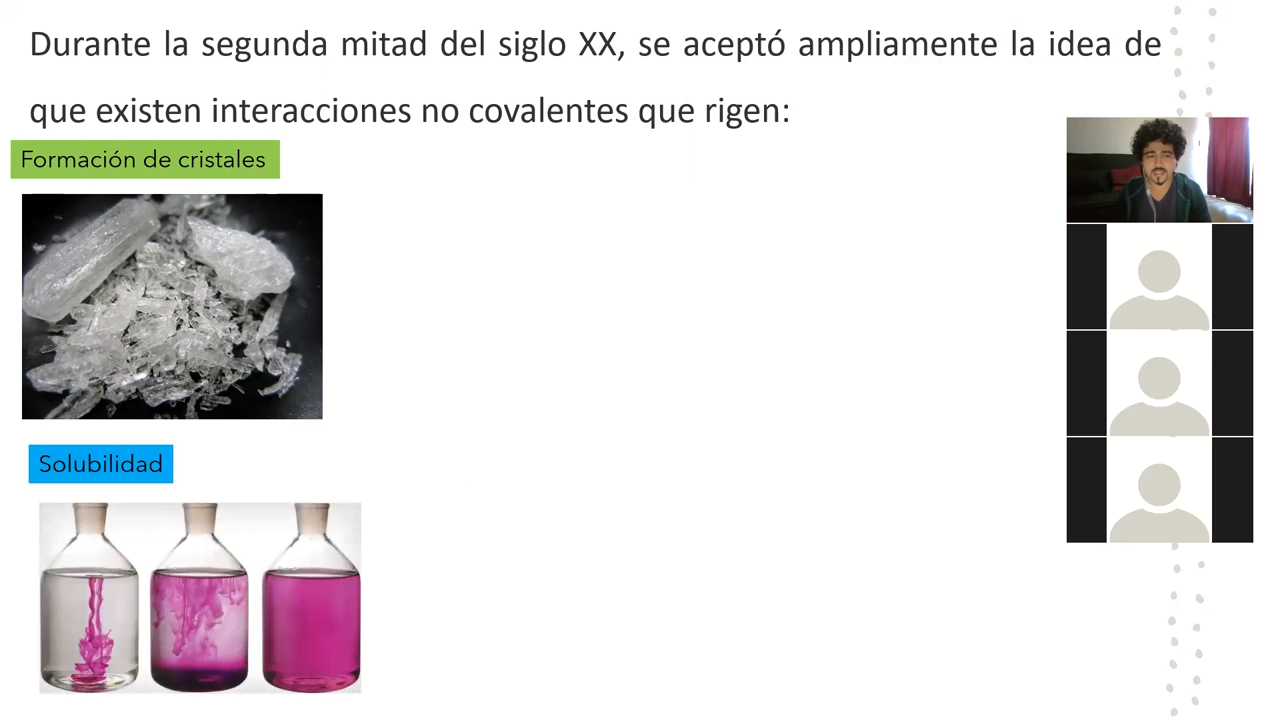 Durante la segunda mitad del siglo XX, se aceptó ampliamente la idea de
que existen interacciones no covalentes que rigen:
Formación de cristales
Solubilidad